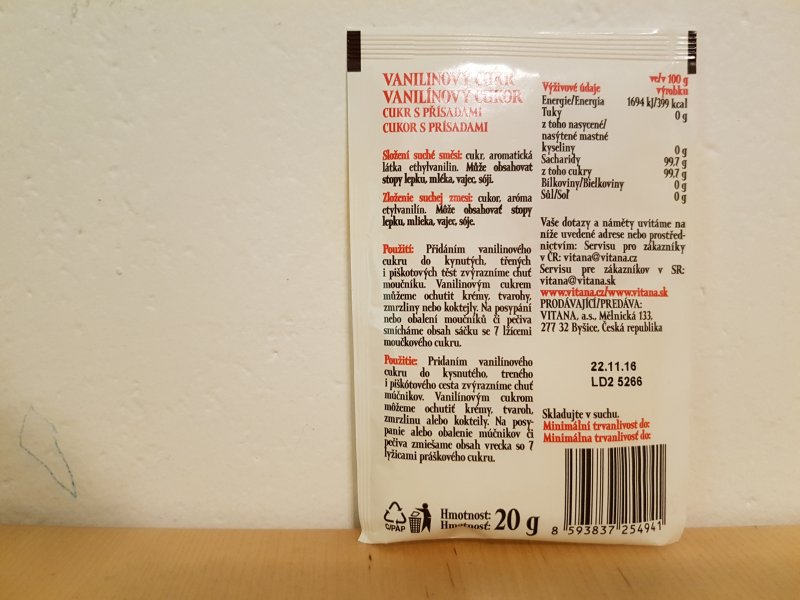 VANILINOVÝ CUKR
VANILÍNOVÝ CUKOR
CUKR S PŘÍSADAMI
CUKOR S PRÍSADAMI
Složení suché směsi: cukr, aromatická
látka ethylvanilin. Může obsahovat
stopy lepku, mléka, vajec, sóji.
Zloženie suchej zmesi: cukor, aróma
etylvanilín. Môže obsahovať stopy
lepku, mlieka, vajec, sóje.
Použití: Přidáním vanilinového
cukru do kynutých, třených
i piškotových těst zvýrazníme chuť
moučníku. Vanilinovým cukrem
můžeme ochutit krémy, tvarohy,
zmrzliny nebo koktejly. Na posypání
nebo obalení moučníků či pečiva
smícháme obsah sáčku se 7 lžícemi
moučkového cukru.
Použitie: Pridaním vanilínového
cukru do kysnutého, treného
i piškótového cesta zvýrazníme chuť
múčnikov. Vanilínovým cukrom
môžeme ochutiť krémy, tvaroh,
zmrzlinu alebo kokteily. Na posy-
panie alebo obalenie múčnikov či
pečiva zmiešame obsah vrecka so 7
lyžicami práškového cukru.
C/PAP
Hmotnost:
Hmotnosť: 20 g
Výživové údaje ve/v 100 g
výrobku
Energie/Energia 1694 kJ/399 kcal
Tuky 0 g
z toho nasycené/
nasýtené mastné
kyseliny 0 g
Sacharidy 99,7 g
z toho cukry 99,7 g
Bílkoviny/Bielkoviny 0 g
Sůl/Soľ 0 g
Vaše dotazy a náměty uvítáme na
níže uvedené adrese nebo prostřed-
nictvím: Servisu pro zákazníky
v ČR: vitana@vitana.cz
Servisu pre zákazníkov v SR:
vitana@vitana.sk
www.vitana.cz/www.vitana.sk
PRODÁVAJÍCÍ/PREDÁVA:
VITANA, a.s., Mělnická 133,
277 32 Byšice, Česká republika
22.11.16
LD2 5266
Skladujte v suchu.
Minimální trvanlivost do:
Minimálna trvanlivosť do:
8 593837 254941